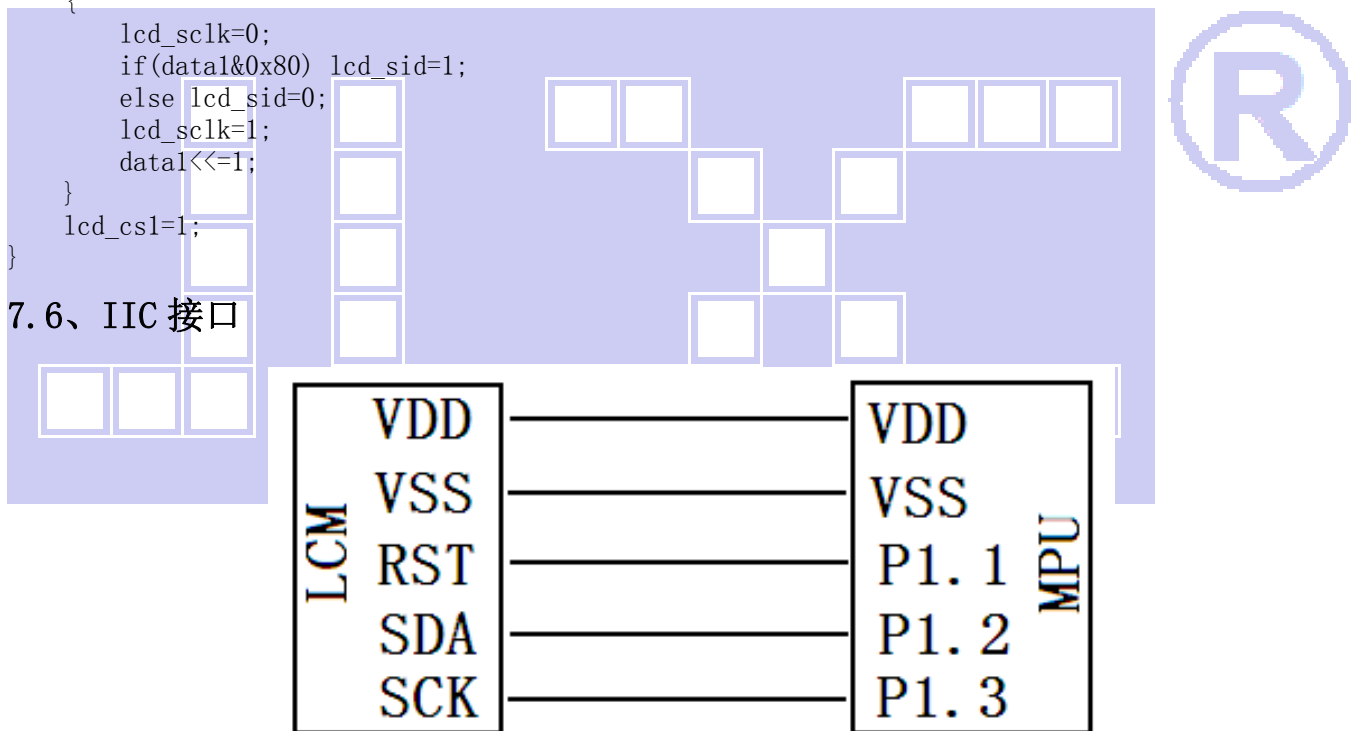 {
lcd_sclk=0;
if(data1&0x80) lcd_sid=1;
else lcd_sid=0;
lcd_sclk=1;
data1<<=1;
}
lcd_cs1=1;
}
7.6、IIC 接口
LCM
VDD
VSS
RST
SDA
SCK
VDD
VSS
P1.1
P1.2
P1.3
MPU
R